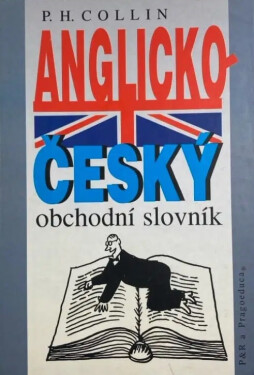 P. H. COLLIN
ANGLICKO-
ČESKÝ
obchodní slovník
P&R a Pragoeduca®